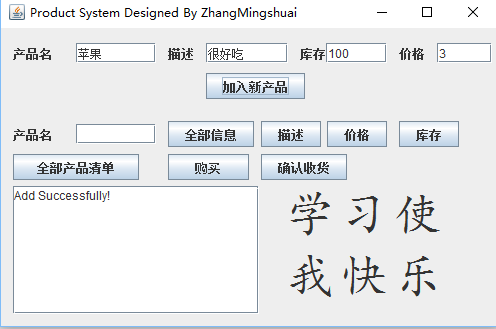 Product System Designed By ZhangMingshuai
产品名 苹果 描述 很好吃 库存 100 价格 3
加入新产品
产品名 全部信息 描述 价格 库存
全部产品清单 购买 确认收货
Add Successfully!
学习使
我快乐